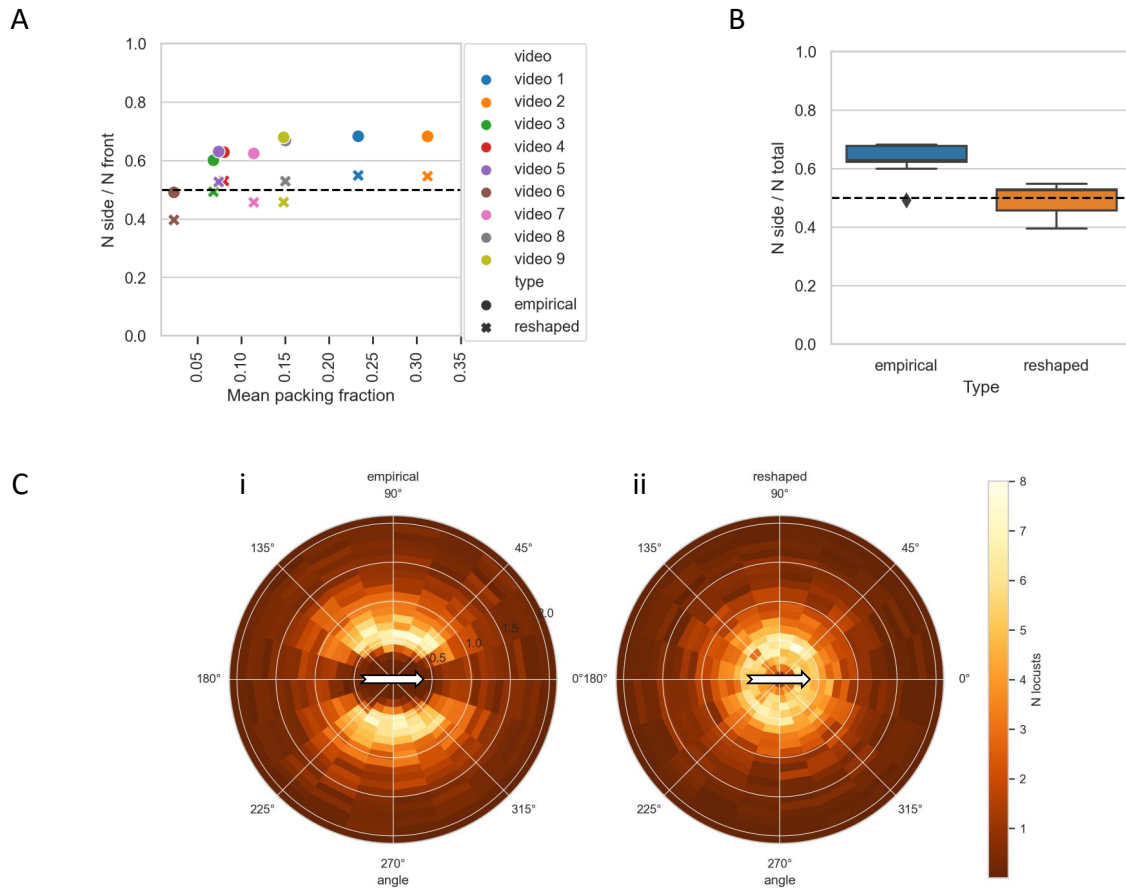 A
1.0
0.8
0.6
0.4
0.2
0.0
N side / N front
0.05
0.10
0.15
0.20
0.25
0.30
0.35
Mean packing fraction
video
video 1
video 2
video 3
video 4
video 5
video 6
video 7
video 8
video 9
type
empirical
reshaped
B
1.0
0.8
0.6
0.4
0.2
0.0
N side / N total
empirical
reshaped
Type
C
i
empirical
90°
135°
45°
180°
0°
225°
315°
270°
angle
0.5
1.0
1.5
2.0
ii
reshaped
90°
135°
45°
180°
0°
225°
315°
270°
angle
8
7
6
5
4
3
2
1
N locusts